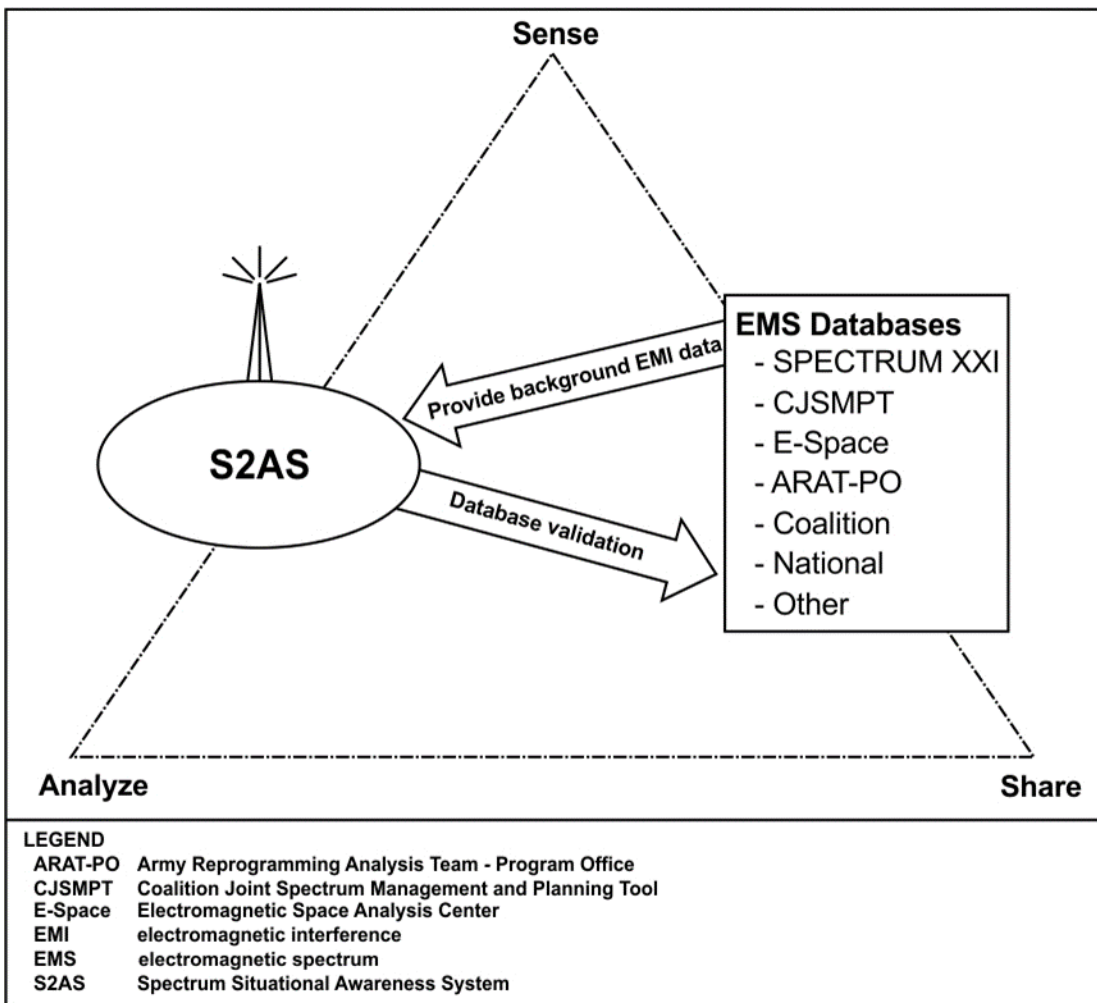 Sense
EMS Databases
- SPECTRUM XXI
- CJSMPT
- E-Space
- ARAT-PO
- Coalition
- National
- Other
Provide background EMI data
S2AS
Database validation
Analyze
Share
LEGEND
ARAT-PO Army Reprogramming Analysis Team - Program Office
CJSMPT Coalition Joint Spectrum Management and Planning Tool
E-Space Electromagnetic Space Analysis Center
EMI electromagnetic interference
EMS electromagnetic spectrum
S2AS Spectrum Situational Awareness System